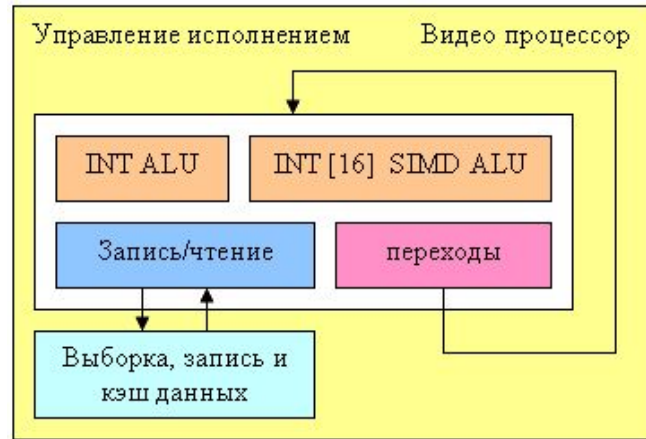 Управление исполнением
Видео процессор
INT ALU
INT [16] SIMD ALU
Запись/чтение
переходы
Выборка, запись и
кэш данных